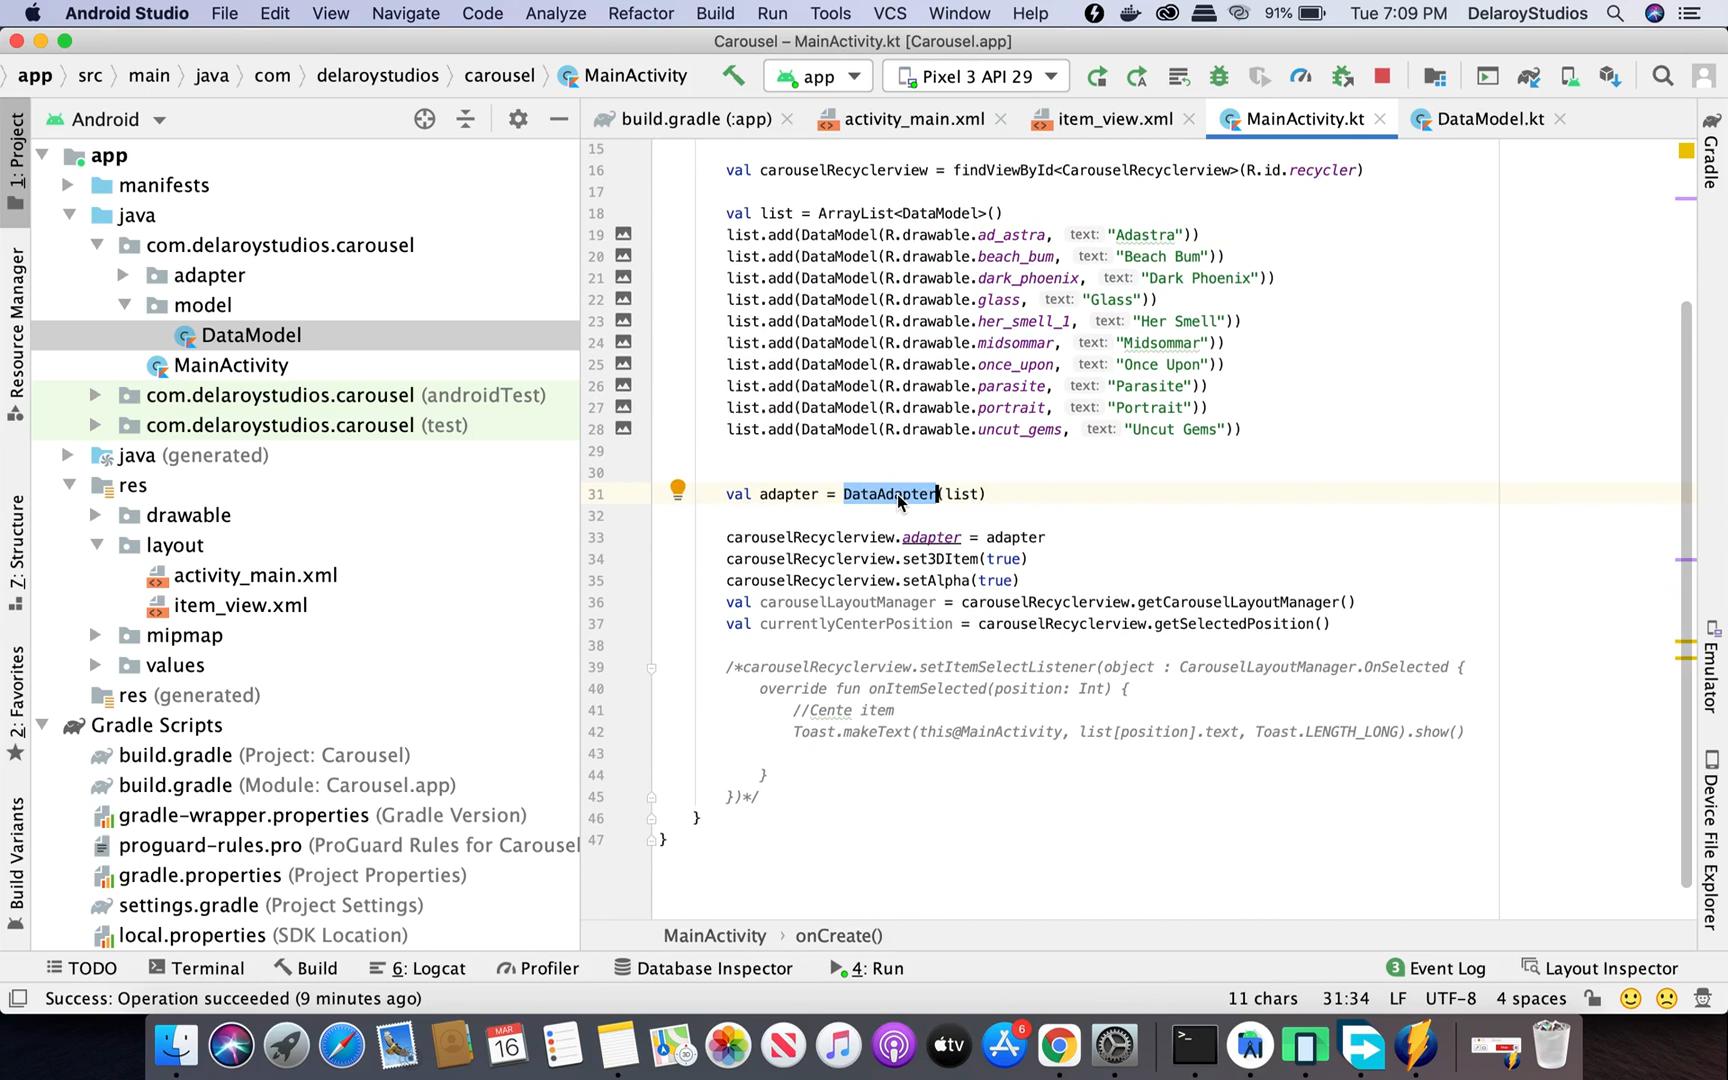 Android Studio File Edit View Navigate Code Analyze Refactor Build Run Tools VCS Window Help 91% Tue 7:09 PM DelaroyStudios
Carousel – MainActivity.kt [Carousel.app]
app src main java com delaroystudios carousel MainActivity app Pixel 3 API 29
Android build.gradle (:app) activity_main.xml item_view.xml MainActivity.kt DataModel.kt
1: Project
Resource Manager
7: Structure
2: Favorites
Build Variants
app
manifests
java
com.delaroystudios.carousel
adapter
model
DataModel
MainActivity
com.delaroystudios.carousel (androidTest)
com.delaroystudios.carousel (test)
java (generated)
res
drawable
layout
activity_main.xml
item_view.xml
mipmap
values
res (generated)
Gradle Scripts
build.gradle (Project: Carousel)
build.gradle (Module: Carousel.app)
gradle-wrapper.properties (Gradle Version)
proguard-rules.pro (ProGuard Rules for Carousel
gradle.properties (Project Properties)
settings.gradle (Project Settings)
local.properties (SDK Location)
15
16 val carouselRecyclerview = findViewById<CarouselRecyclerview>(R.id.recycler)
17
18 val list = ArrayList<DataModel>()
19 list.add(DataModel(R.drawable.ad_astra, text: "Adastra"))
20 list.add(DataModel(R.drawable.beach_bum, text: "Beach Bum"))
21 list.add(DataModel(R.drawable.dark_phoenix, text: "Dark Phoenix"))
22 list.add(DataModel(R.drawable.glass, text: "Glass"))
23 list.add(DataModel(R.drawable.her_smell_1, text: "Her Smell"))
24 list.add(DataModel(R.drawable.midsommar, text: "Midsommar"))
25 list.add(DataModel(R.drawable.once_upon, text: "Once Upon"))
26 list.add(DataModel(R.drawable.parasite, text: "Parasite"))
27 list.add(DataModel(R.drawable.portrait, text: "Portrait"))
28 list.add(DataModel(R.drawable.uncut_gems, text: "Uncut Gems"))
29
30
31 val adapter = DataAdapter(list)
32
33 carouselRecyclerview.adapter = adapter
34 carouselRecyclerview.set3DItem(true)
35 carouselRecyclerview.setAlpha(true)
36 val carouselLayoutManager = carouselRecyclerview.getCarouselLayoutManager()
37 val currentlyCenterPosition = carouselRecyclerview.getSelectedPosition()
38
39 /*carouselRecyclerview.setItemSelectListener(object : CarouselLayoutManager.OnSelected {
40 override fun onItemSelected(position: Int) {
41 //Cente item
42 Toast.makeText(this@MainActivity, list[position].text, Toast.LENGTH_LONG).show()
43
44 }
45 })*/
46 }
47 }
Gradle
Emulator
Device File Explorer
MainActivity › onCreate()
TODO Terminal Build 6: Logcat Profiler Database Inspector 4: Run 3 Event Log Layout Inspector
Success: Operation succeeded (9 minutes ago) 11 chars 31:34 LF UTF-8 4 spaces
MAR
16
tv
6